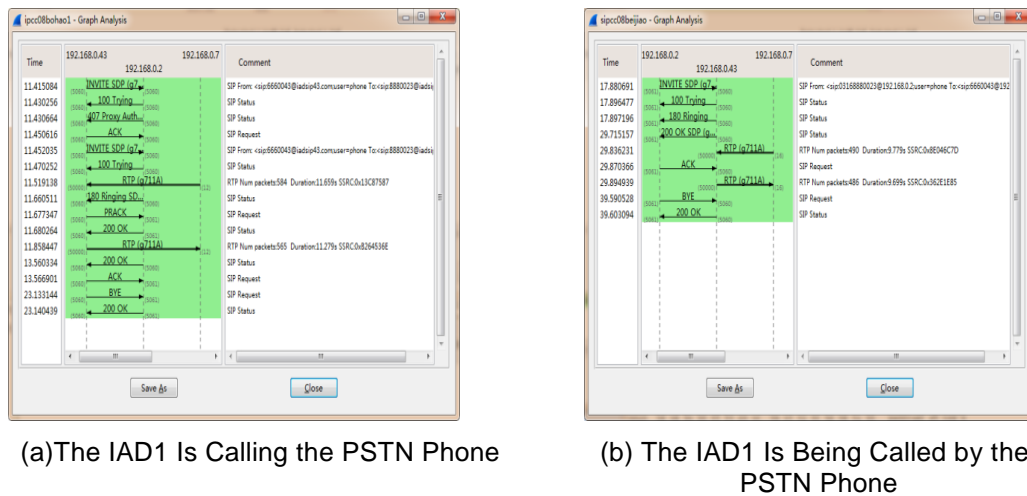 ipcc08bohao1 - Graph Analysis
Time 192.168.0.43 192.168.0.7 Comment
192.168.0.2
11.415084 INVITE SDP (g7... SIP From: <sip:6660043@iadsip43.com;user=phone To:<sip:8880023@iadsip
11.430256 100 Trying SIP Status
11.430664 407 Proxy Auth... SIP Status
11.450616 ACK SIP Request
11.452035 INVITE SDP (g7... SIP From: <sip:6660043@iadsip43.com;user=phone To:<sip:8880023@iadsip
11.470252 100 Trying SIP Status
11.519138 RTP (g711A) RTP Num packets:584 Duration:11.659s SSRC:0x13C87587
11.660511 180 Ringing SD... SIP Status
11.677347 PRACK SIP Request
11.680264 200 OK SIP Status
11.858447 RTP (g711A) RTP Num packets:565 Duration:11.279s SSRC:0x8264536E
13.560334 200 OK SIP Status
13.566901 ACK SIP Request
23.133144 BYE SIP Request
23.140439 200 OK SIP Status
Save As Close
(a)The IAD1 Is Calling the PSTN Phone
sipcc08beijiao - Graph Analysis
Time 192.168.0.2 192.168.0.7 Comment
192.168.0.43
17.880691 INVITE SDP (g7... SIP From: <sip:03168880023@192.168.0.2;user=phone To:<sip:6660043@192
17.896477 100 Trying SIP Status
17.897196 180 Ringing SIP Status
29.715157 200 OK SDP (g... SIP Status
29.836231 RTP (g711A) RTP Num packets:490 Duration:9.779s SSRC:0x8E046C7D
29.870366 ACK SIP Request
29.894939 RTP (g711A) RTP Num packets:486 Duration:9.699s SSRC:0x362E1E85
39.590528 BYE SIP Request
39.603094 200 OK SIP Status
Save As Close
(b) The IAD1 Is Being Called by the
PSTN Phone